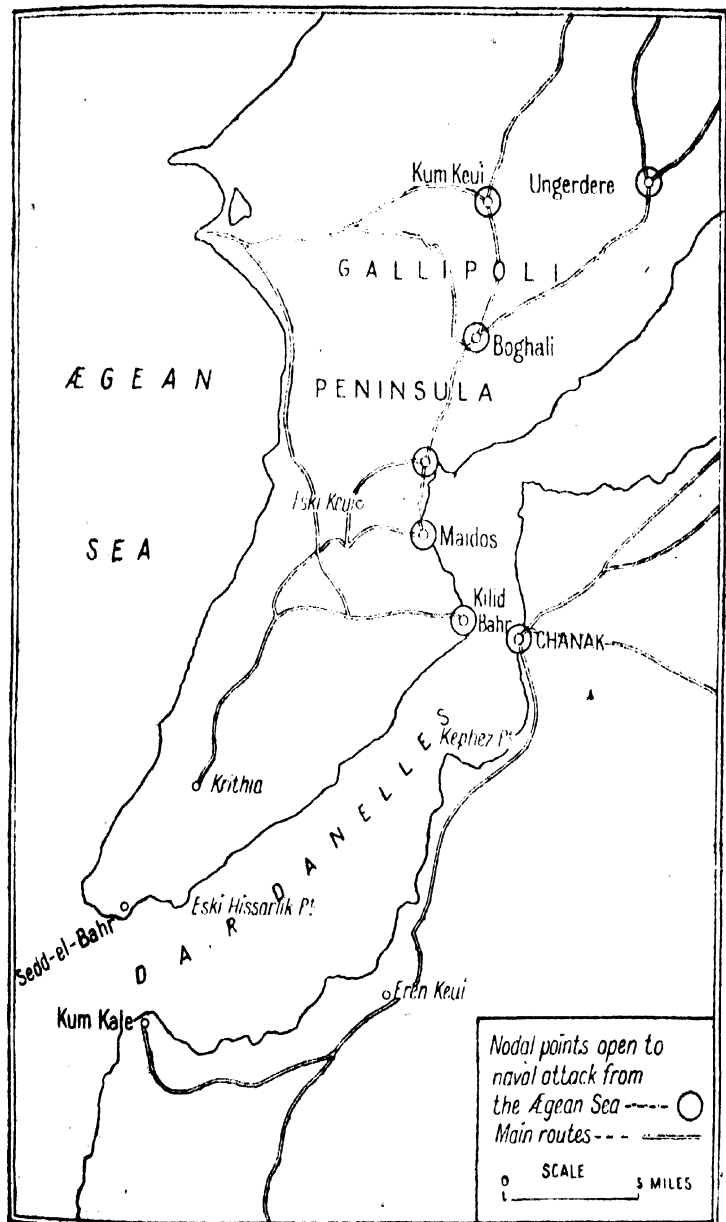 Kum Keui
Ungerdere
GALLIPOLI
Boghali
ÆGEAN
PENINSULA
Eski Keui
SEA
Maidos
Kilid
Bahr
CHANAK
Kephez Pt.
Krithia
DARDANELLES
Eski Hissarlik Pt.
Sedd-el-Bahr
Eren Keui
Kum Kale
Nodal points open to
naval attack from
the Ægean Sea
Main routes
SCALE
0 5 MILES